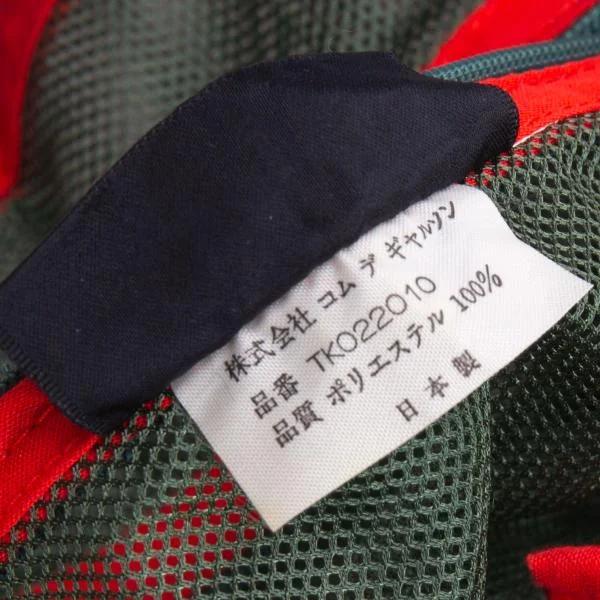 株式会社 コム デ ギャルソン
品番 TK022010
品質 ポリエステル 100%
日本製